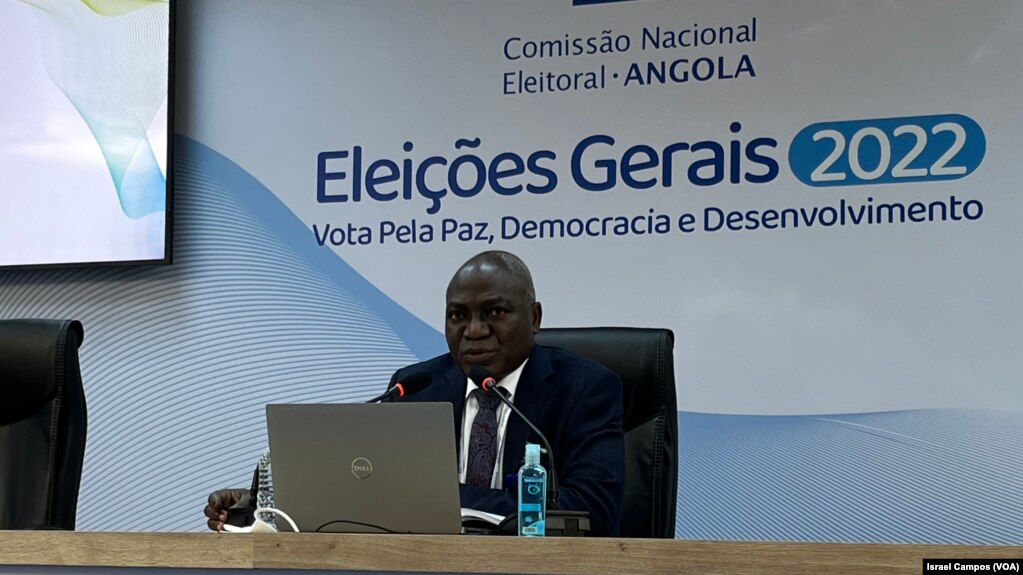 Comissão Nacional
Eleitoral · ANGOLA
Eleições Gerais 2022
Vota Pela Paz, Democracia e Desenvolvimento
DELL
Israel Campos (VOA)